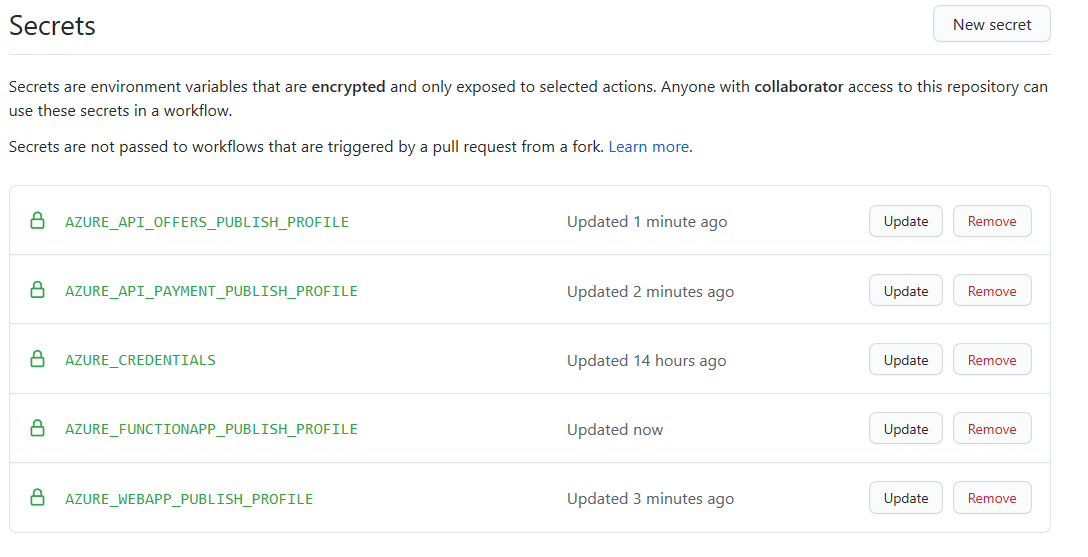 Secrets
New secret
Secrets are environment variables that are encrypted and only exposed to selected actions. Anyone with collaborator access to this repository can
use these secrets in a workflow.
Secrets are not passed to workflows that are triggered by a pull request from a fork. Learn more.
AZURE_API_OFFERS_PUBLISH_PROFILE Updated 1 minute ago Update Remove
AZURE_API_PAYMENT_PUBLISH_PROFILE Updated 2 minutes ago Update Remove
AZURE_CREDENTIALS Updated 14 hours ago Update Remove
AZURE_FUNCTIONAPP_PUBLISH_PROFILE Updated now Update Remove
AZURE_WEBAPP_PUBLISH_PROFILE Updated 3 minutes ago Update Remove